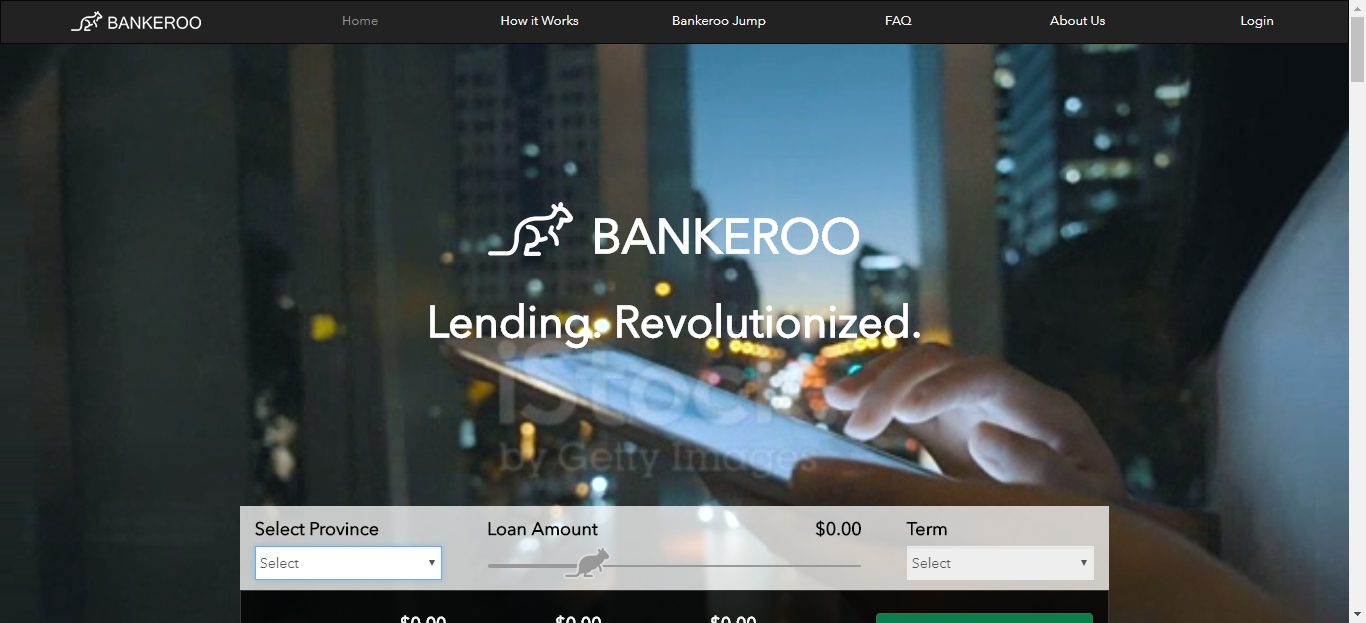 BANKEROO Home How it Works Bankeroo Jump FAQ About Us Login
BANKEROO
Lending. Revolutionized.
iStock
by Getty Images
Select Province Loan Amount $0.00 Term
Select Select
$0.00 $0.00 $0.00